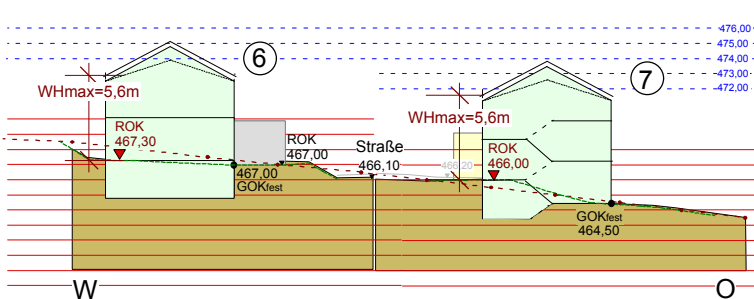 476,00
475,00
474,00
473,00
472,00
6
7
WHmax=5,6m
WHmax=5,6m
ROK
467,30
ROK
467,00
Straße
466,10
466,20
ROK
466,00
467,00
GOKfest
GOKfest
464,50
W
O